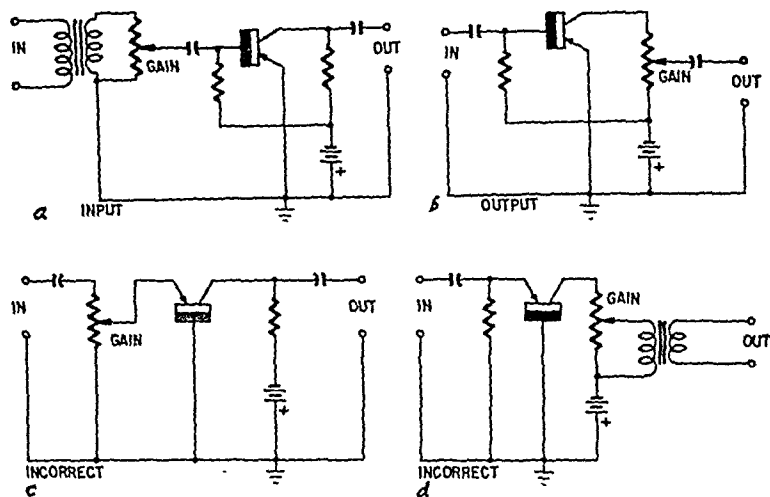 IN
GAIN
OUT
+
a
INPUT
IN
GAIN
OUT
+
b
OUTPUT
IN
GAIN
OUT
+
INCORRECT
c
IN
GAIN
OUT
+
INCORRECT
d